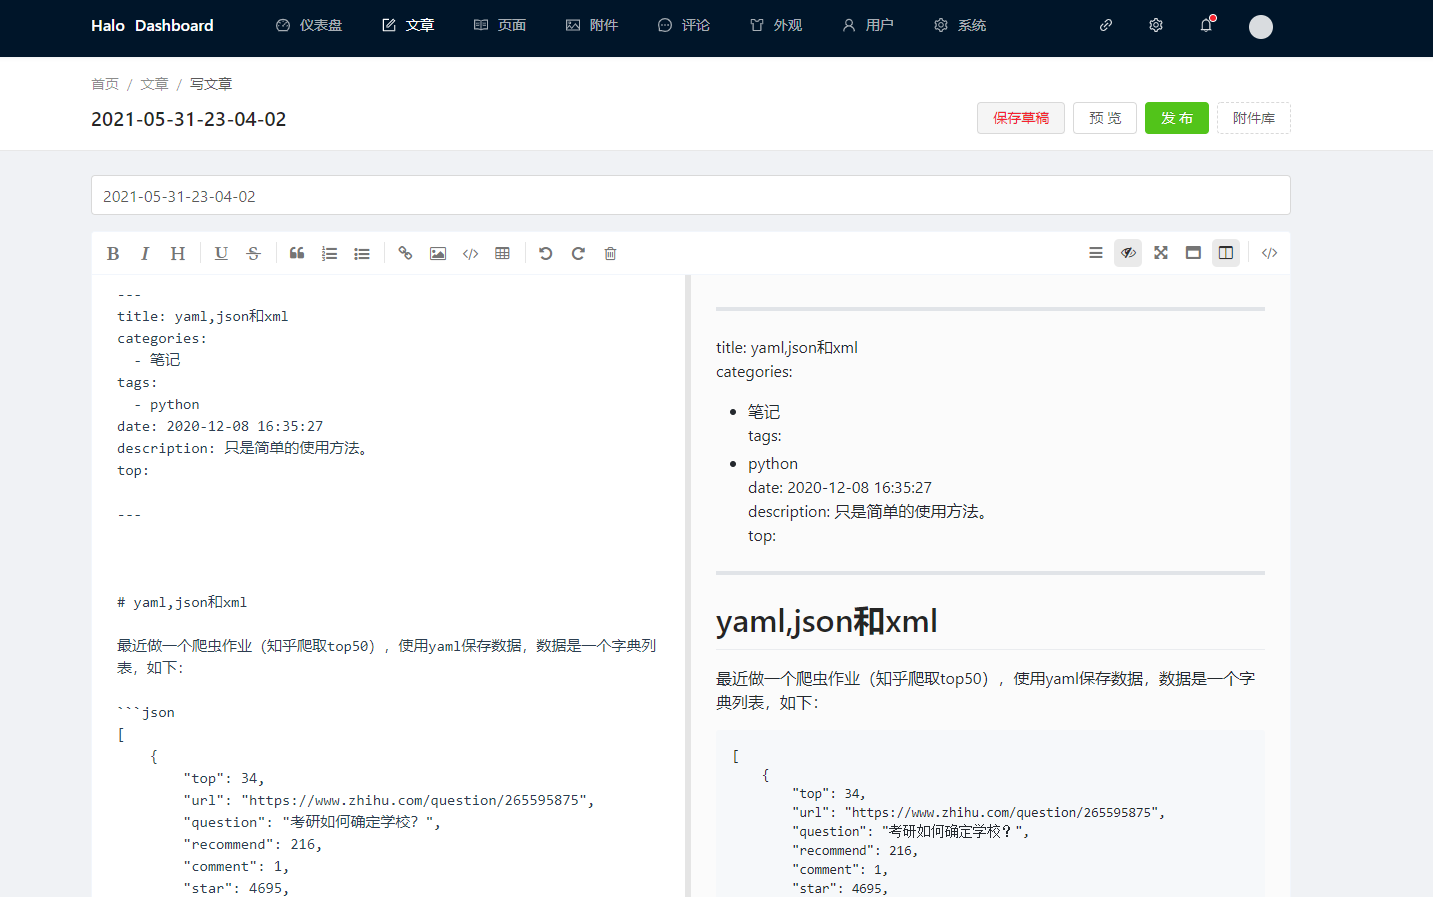 Halo Dashboard
仪表盘
文章
页面
附件
评论
外观
用户
系统
首页 / 文章 / 写文章
2021-05-31-23-04-02
保存草稿
预 览
发 布
附件库
2021-05-31-23-04-02
B I H U S
---
title: yaml,json和xml
categories:
  - 笔记
tags:
  - python
date: 2020-12-08 16:35:27
description: 只是简单的使用方法。
top:
---
# yaml,json和xml
最近做一个爬虫作业（知乎爬取top50），使用yaml保存数据，数据是一个字典列
表，如下：
```json
[
    {
        "top": 34,
        "url": "https://www.zhihu.com/question/265595875",
        "question": "考研如何确定学校？",
        "recommend": 216,
        "comment": 1,
        "star": 4695,
title: yaml,json和xml
categories:
• 笔记
tags:
• python
date: 2020-12-08 16:35:27
description: 只是简单的使用方法。
top:
yaml,json和xml
最近做一个爬虫作业（知乎爬取top50），使用yaml保存数据，数据是一个字
典列表，如下：
[
    {
        "top": 34,
        "url": "https://www.zhihu.com/question/265595875",
        "question": "考研如何确定学校？",
        "recommend": 216,
        "comment": 1,
        "star": 4695,